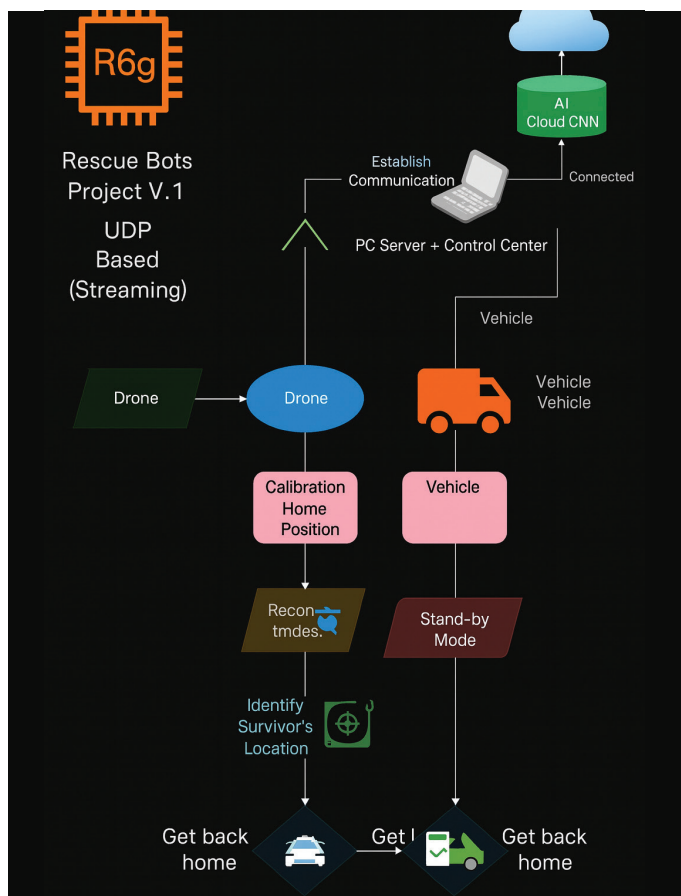 R6g
Rescue Bots
Project V.1
UDP
Based
(Streaming)
AI
Cloud CNN
Establish
Communication
Connected
PC Server + Control Center
Vehicle
Drone
Drone
Vehicle
Vehicle
Calibration
Home
Position
Vehicle
Recon
tmdes.
Stand-by
Mode
Identify
Survivor's
Location
Get back
home
Get
Get back
home